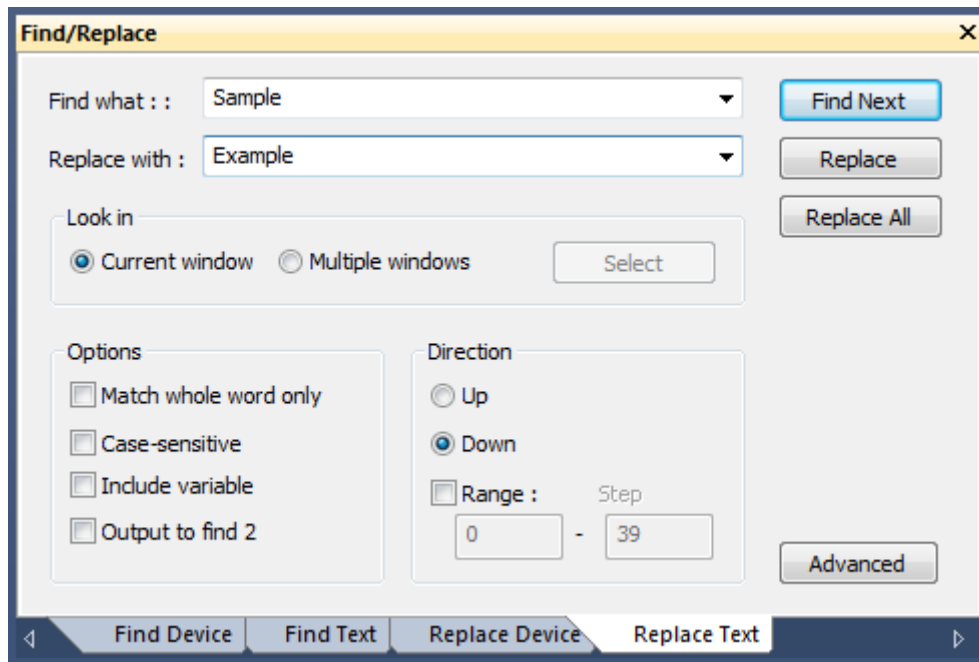 Find/Replace
Find what : :
Sample
Find Next
Replace with :
Example
Replace
Replace All
Look in
Current window
Multiple windows
Select
Options
Match whole word only
Case-sensitive
Include variable
Output to find 2
Direction
Up
Down
Range :
Step
0
-
39
Advanced
Find Device
Find Text
Replace Device
Replace Text